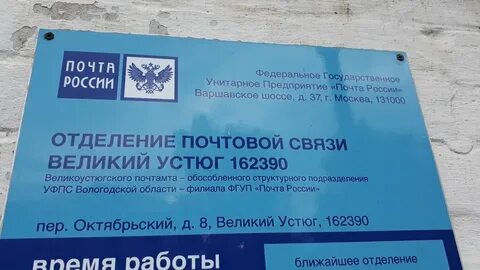 ПОЧТА
РОССИИ
Федеральное Государственное
Унитарное Предприятие «Почта России»
Варшавское шоссе, д. 37, г. Москва, 131000
ОТДЕЛЕНИЕ ПОЧТОВОЙ СВЯЗИ
ВЕЛИКИЙ УСТЮГ 162390
Великоустюгского почтамта – обособленного структурного подразделения
УФПС Вологодской области – филиала ФГУП «Почта России»
пер. Октябрьский, д. 8, Великий Устюг, 162390
время работы
ближайшее отделение